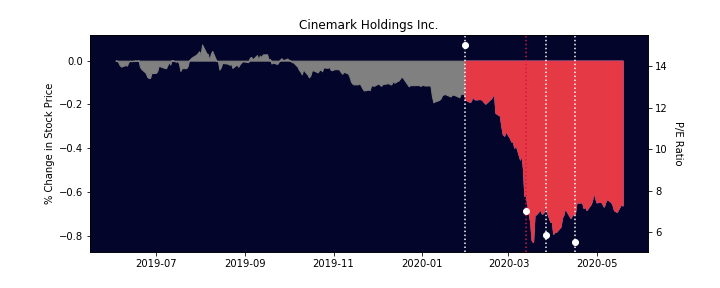 Cinemark Holdings Inc.
% Change in Stock Price
0.0
−0.2
−0.4
−0.6
−0.8
14
12
10
8
6
P/E Ratio
2019-07 2019-09 2019-11 2020-01 2020-03 2020-05